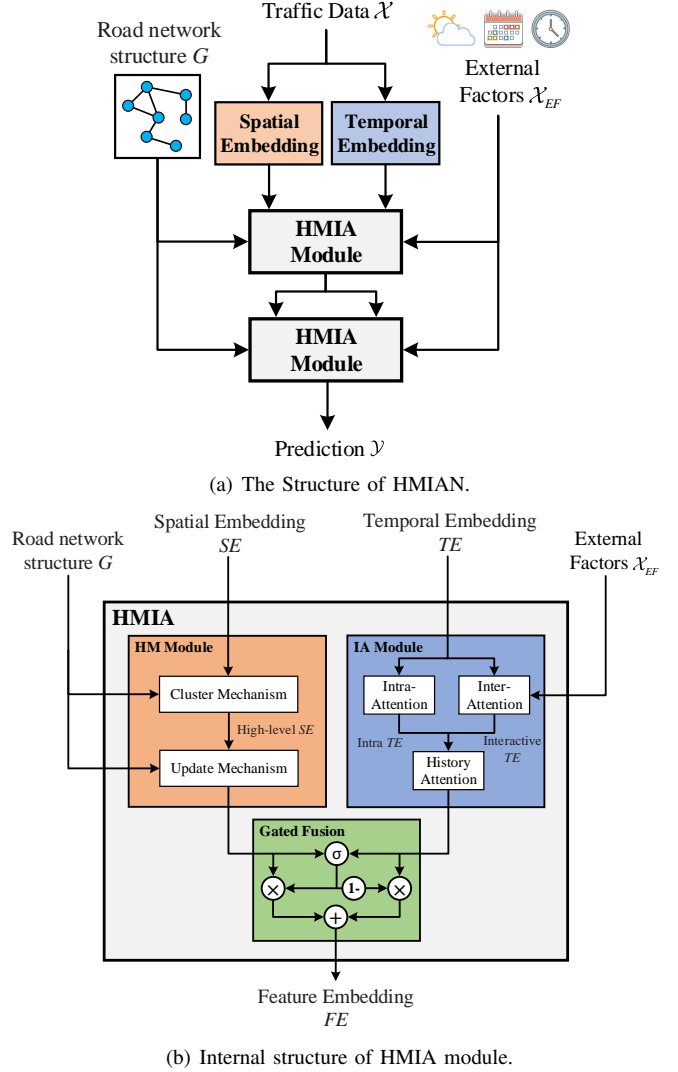 Traffic Data 𝒳
Road network
structure G
External
Factors 𝒳EF
Spatial
Embedding
Temporal
Embedding
HMIA
Module
HMIA
Module
Prediction 𝒴
(a) The Structure of HMIAN.
Spatial Embedding
SE
Temporal Embedding
TE
Road network
structure G
External
Factors 𝒳EF
HMIA
HM Module
IA Module
Cluster Mechanism
Intra-
Attention
Inter-
Attention
High-level SE
Intra TE
Interactive
TE
Update Mechanism
History
Attention
Gated Fusion
σ
×
1-
×
+
Feature Embedding
FE
(b) Internal structure of HMIA module.